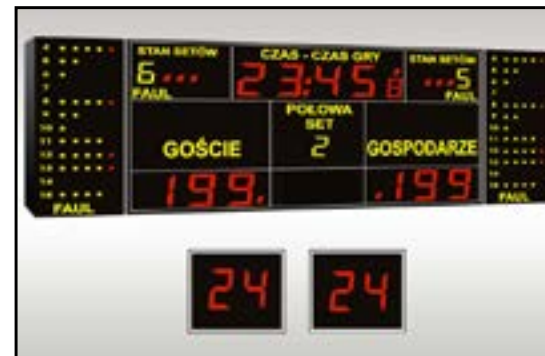 STAN SETÓW CZAS - CZAS GRY STAN SETÓW
6 23:45 5
FAUL FAUL
POŁOWA
SET
GOŚCIE 2 GOSPODARZE
199. .199
FAUL FAUL
24 24